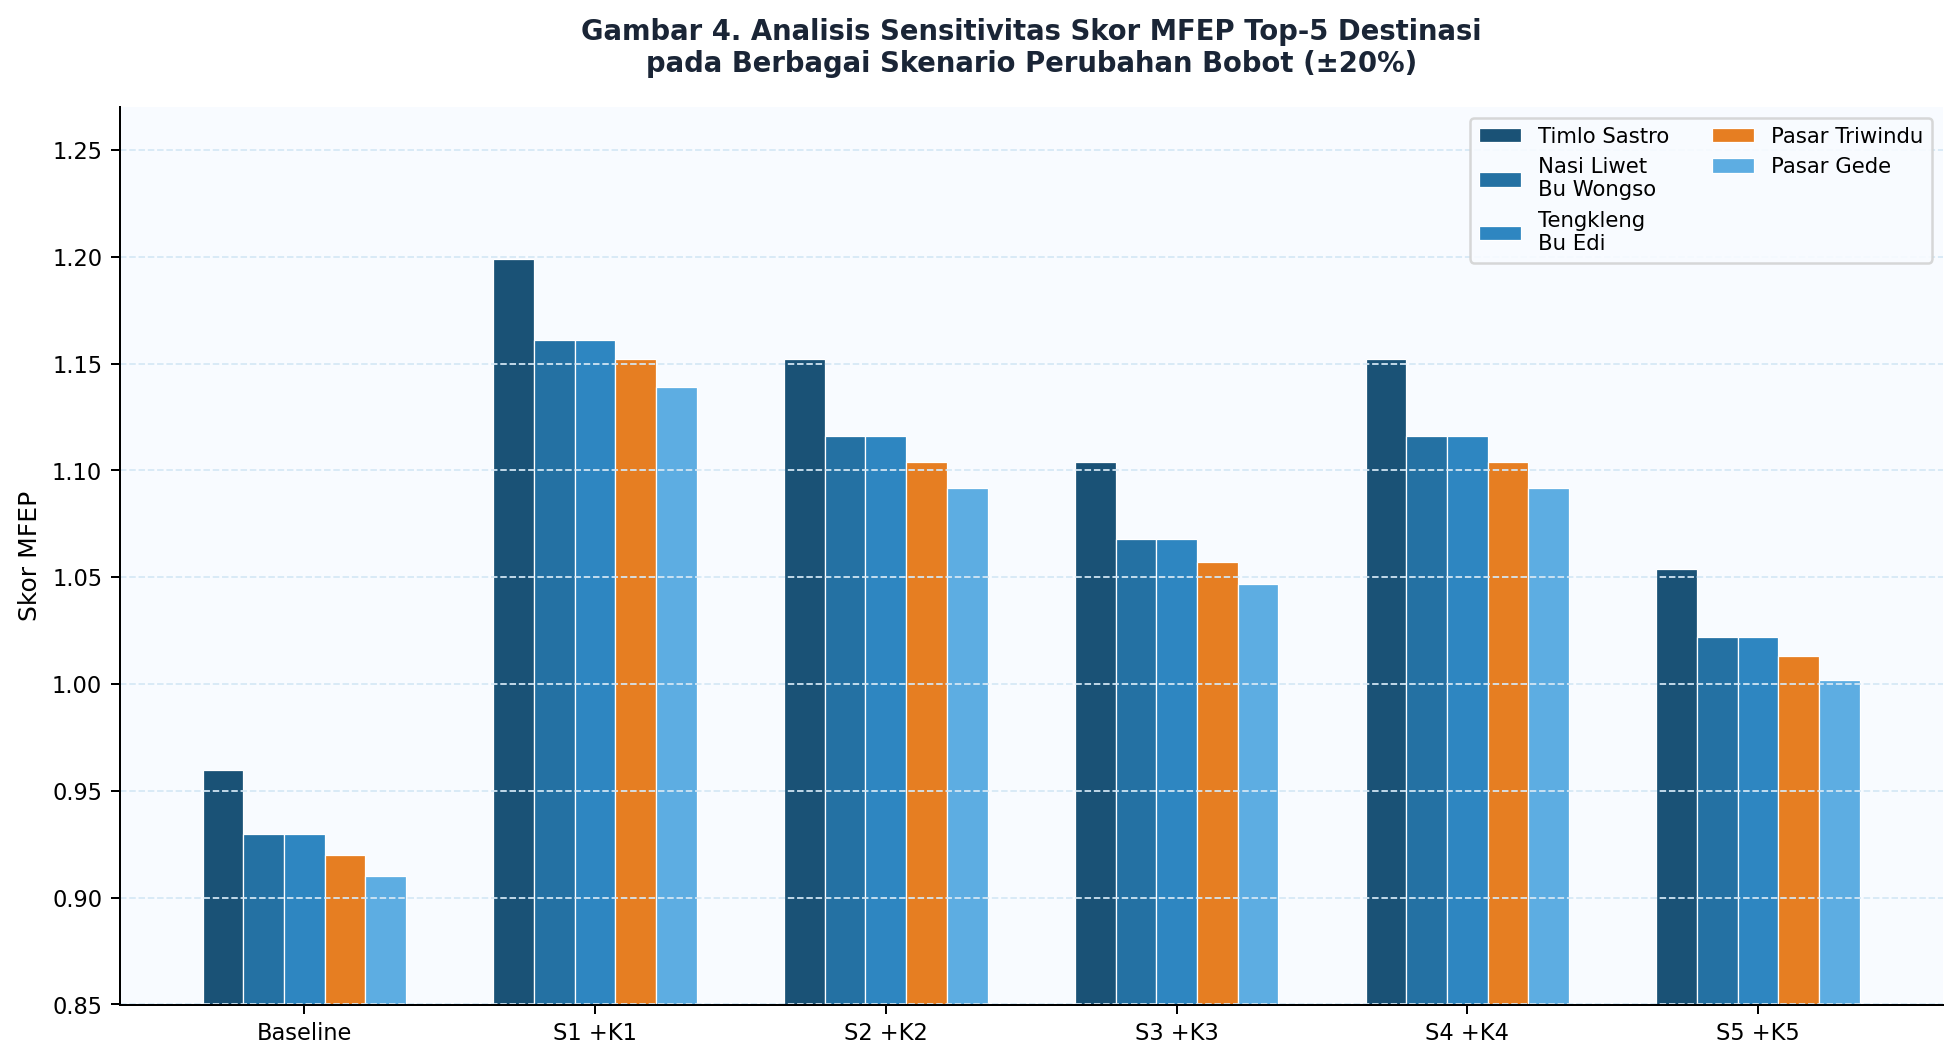 Gambar 4. Analisis Sensitivitas Skor MFEP Top-5 Destinasi
pada Berbagai Skenario Perubahan Bobot (±20%)
Skor MFEP
1.25
1.20
1.15
1.10
1.05
1.00
0.95
0.90
0.85
Timlo Sastro
Nasi Liwet
Bu Wongso
Tengkleng
Bu Edi
Pasar Triwindu
Pasar Gede
Baseline
S1 +K1
S2 +K2
S3 +K3
S4 +K4
S5 +K5